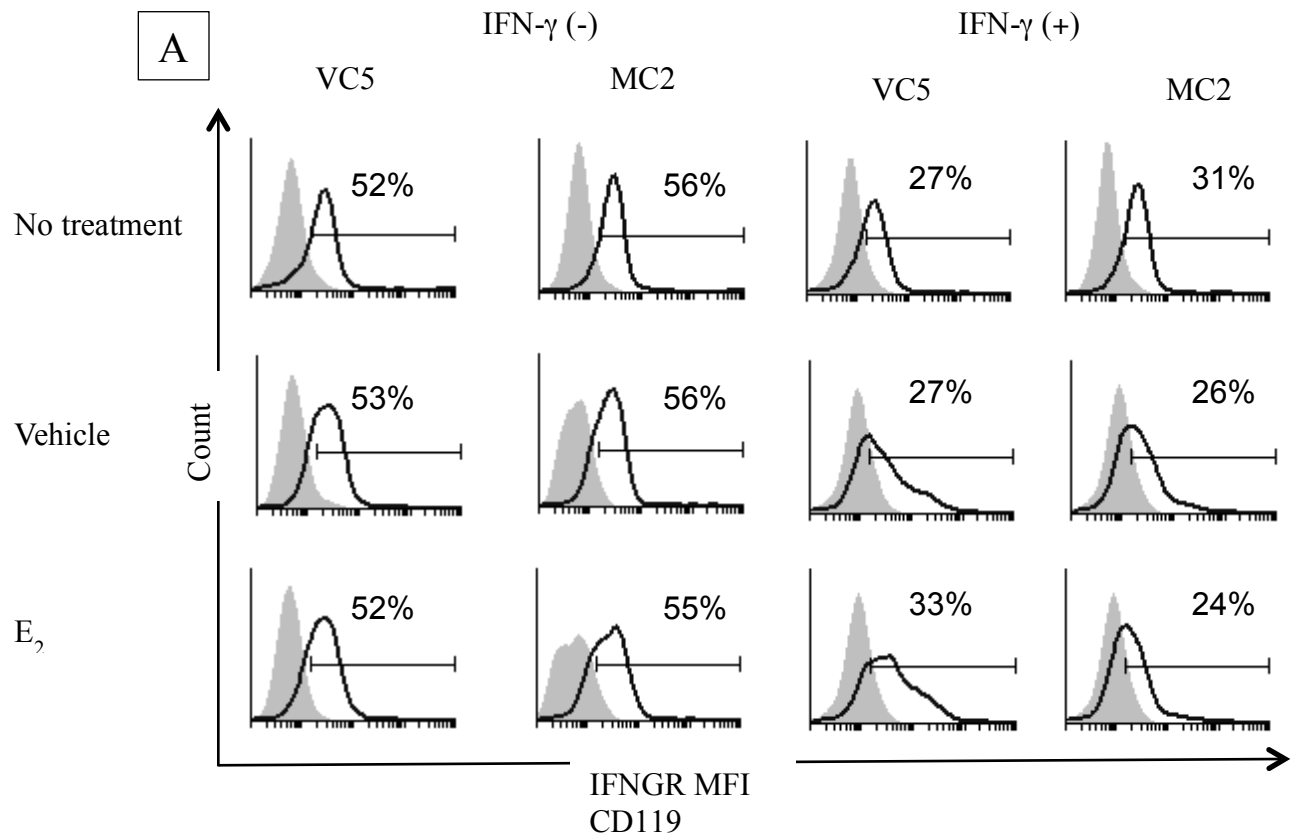 A
IFN-γ (-)
IFN-γ (+)
VC5
MC2
VC5
MC2
No treatment
52%
56%
27%
31%
Vehicle
53%
56%
27%
26%
E₂
52%
55%
33%
24%
Count
IFNGR MFI
CD119